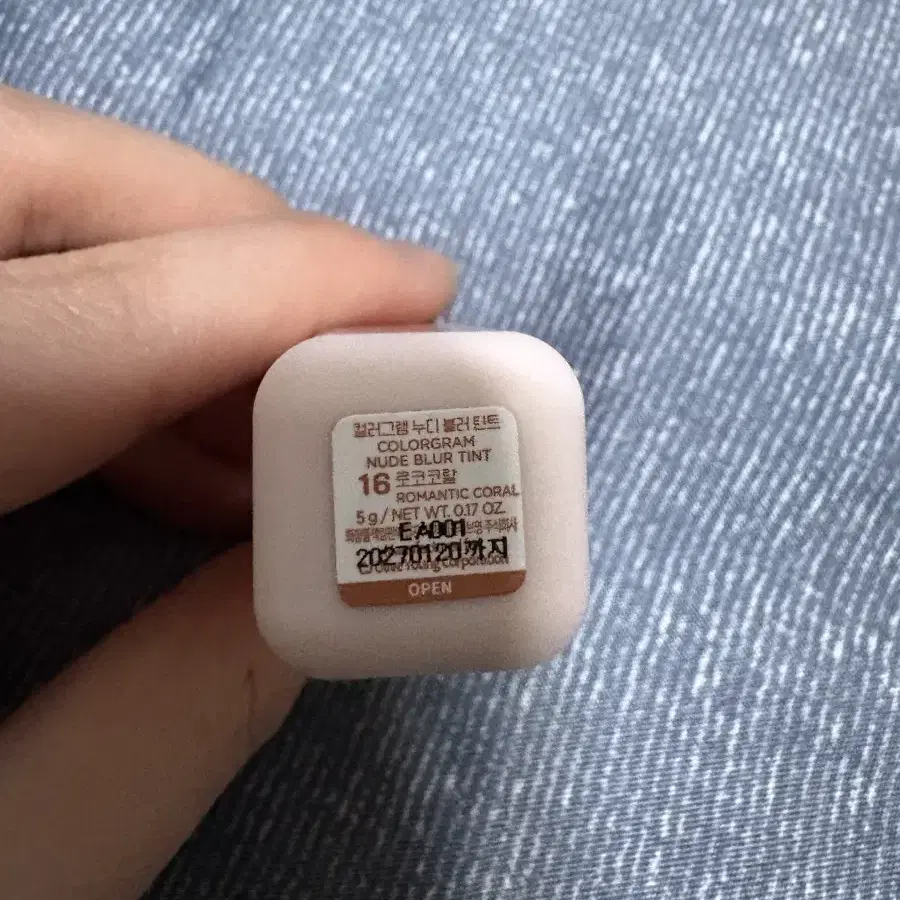 컬러그램 누디 블러 틴트
COLORGRAM
NUDE BLUR TINT
16 로코코랄
ROMANTIC CORAL
5 g / NET WT. 0.17 OZ.
EA001
20270120까지
OPEN